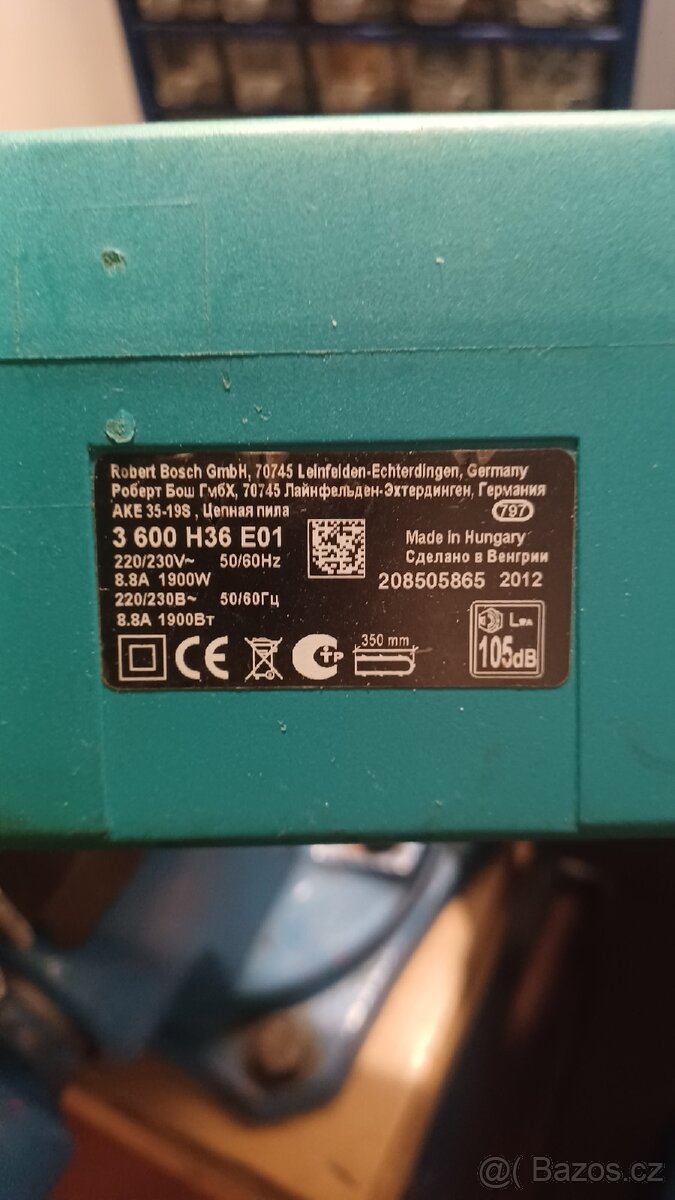 Robert Bosch GmbH, 70745 Leinfelden-Echterdingen, Germany
Роберт Бош ГмбХ, 70745 Лайнфельден-Эхтердинген, Германия
AKE 35-19S , Цепная пила 797
3 600 H36 E01
Made in Hungary
220/230V~ 50/60Hz
Сделано в Венгрии
8.8A 1900W
208505865 2012
220/230В~ 50/60Гц
8.8А 1900Вт
CE
350 mm
LWA
105dB
@( Bazos.cz